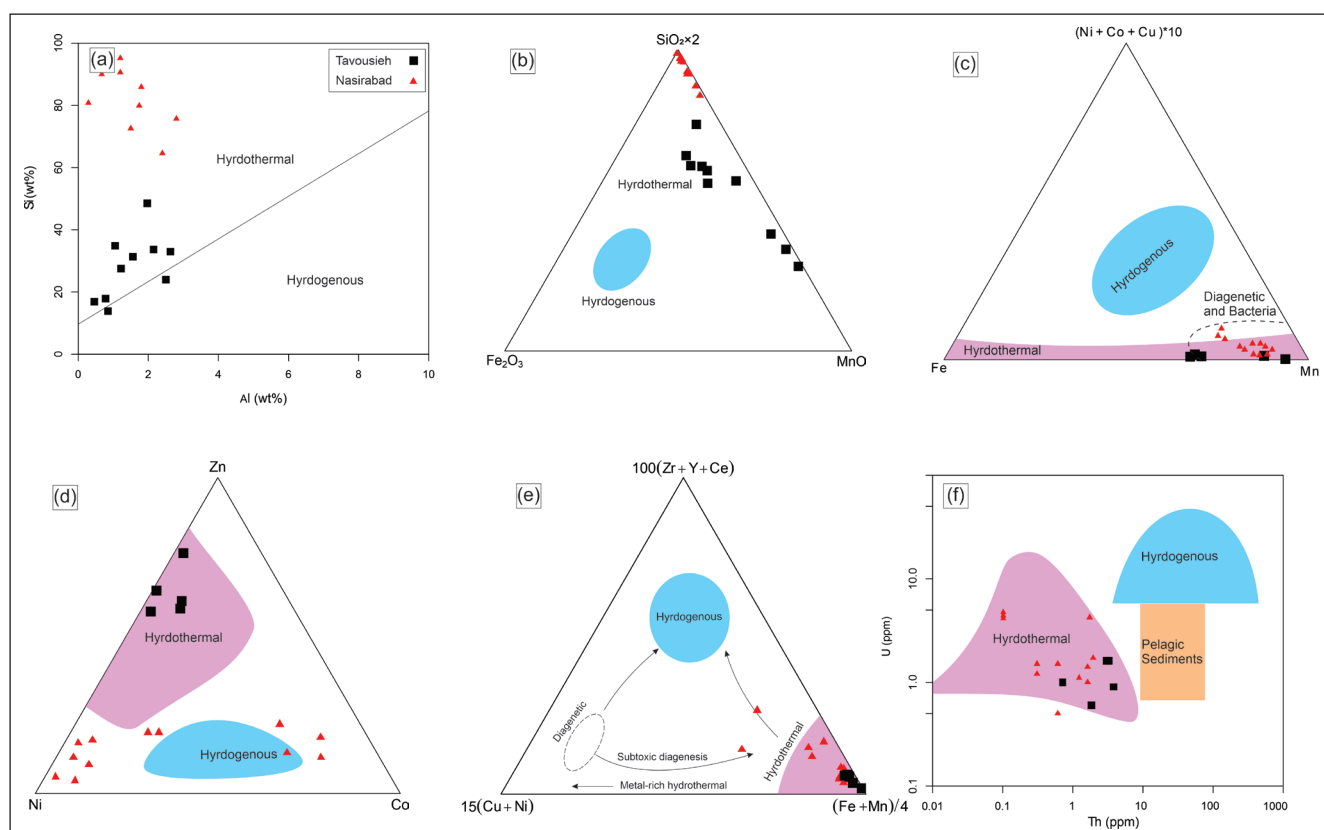 (a)
Tavousieh
Nasirabad
Hyrdothermal
Hyrdogenous
Si (wt%)
0 20 40 60 80 100
0 2 4 6 8 10
Al (wt%)
(b)
SiO₂×2
Hyrdothermal
Hyrdogenous
Fe₂O₃
MnO
(c)
(Ni + Co + Cu)*10
Hyrdogenous
Diagenetic
and Bacteria
Hyrdothermal
Fe
Mn
(d)
Zn
Hyrdothermal
Hyrdogenous
Ni
Co
(e)
100(Zr + Y + Ce)
Hyrdogenous
Diagenetic
Hyrdothermal
Subtoxic diagenesis
Metal-rich hydrothermal
15(Cu + Ni)
(Fe + Mn)/4
(f)
Hyrdogenous
Hyrdothermal
Pelagic
Sediments
U (ppm)
10.0
1.0
0.1
0.01 0.1 1 10 100 1000
Th (ppm)